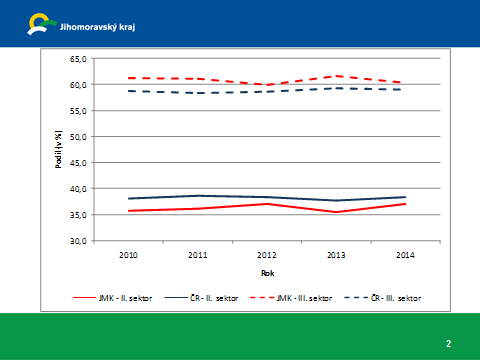 Jihomoravský kraj
65,0
60,0
55,0
50,0
45,0
40,0
35,0
30,0
Podíl (v %)
2010 2011 2012 2013 2014
Rok
JMK - II. sektor ČR - II. sektor JMK - III. sektor ČR - III. sektor
2